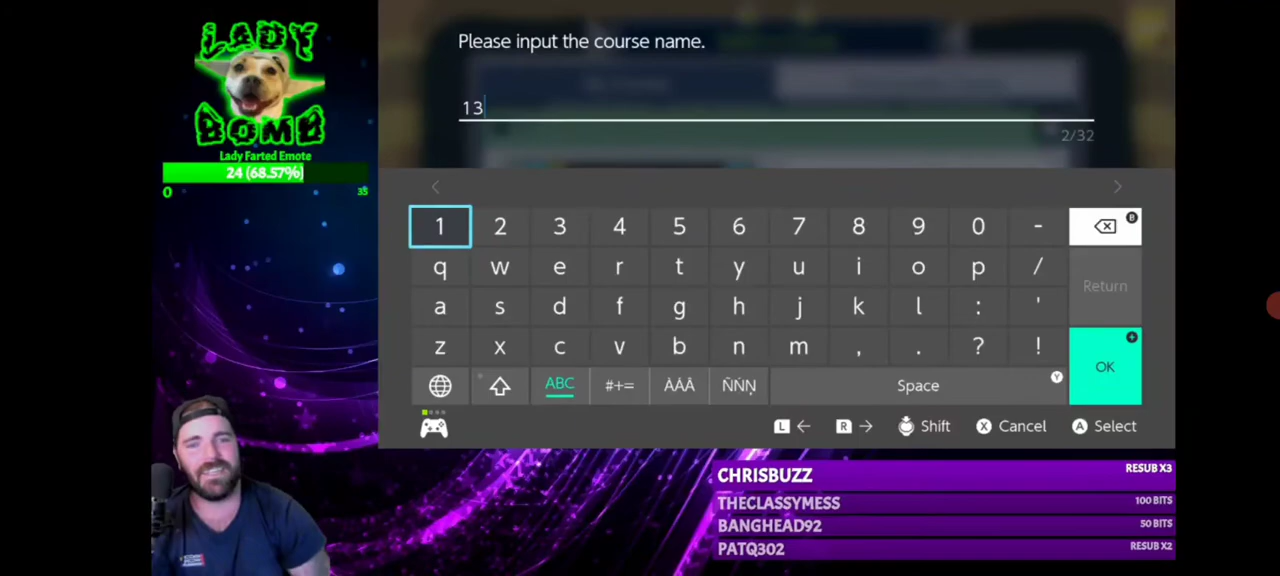 LADY
BOMB
Lady Farted Emote
24 (68.57%)
0 35
Please input the course name.
13
2/32
1 2 3 4 5 6 7 8 9 0 - B
q w e r t y u i o p / Return
a s d f g h j k l : '
z x c v b n m , . ? ! + OK
ABC #+= ÀÁÂ ÑŃŅ Space Y
L ← R → Shift X Cancel A Select
CHRISBUZZ RESUB X3
THECLASSYMESS 100 BITS
BANGHEAD92 50 BITS
PATQ302 RESUB X2